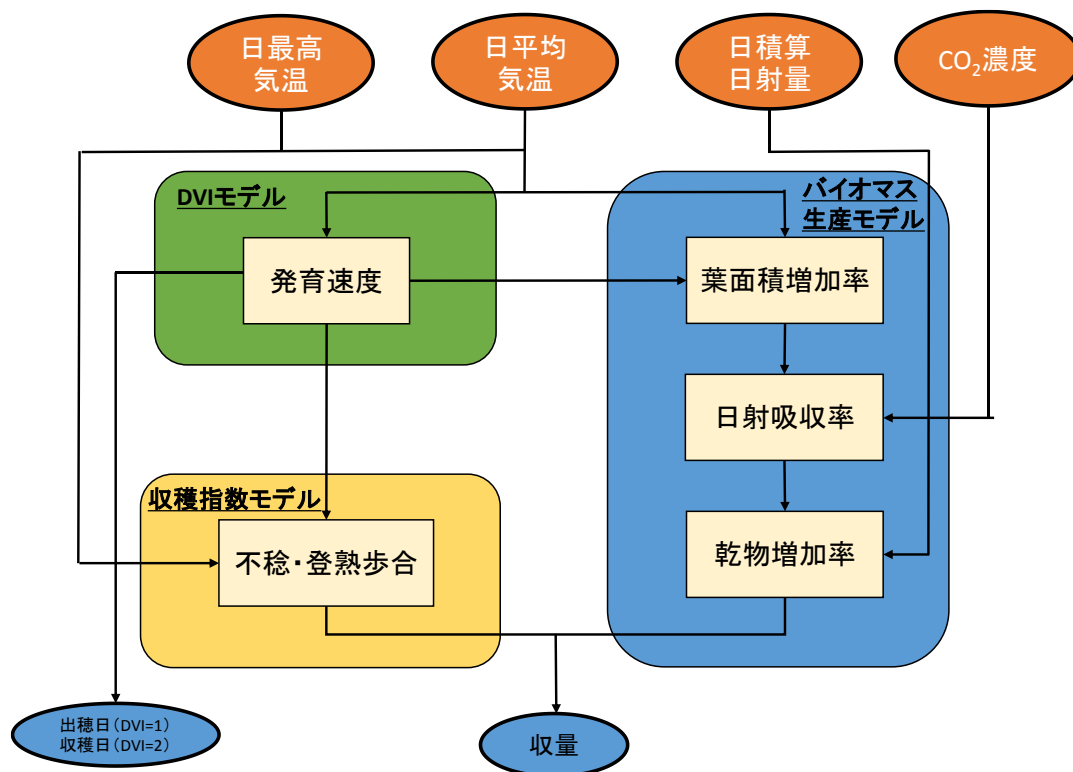 日最高
気温
日平均
気温
日積算
日射量
CO₂濃度
DVIモデル
バイオマス
生産モデル
発育速度
葉面積増加率
日射吸収率
収穫指数モデル
不稔・登熟歩合
乾物増加率
出穂日(DVI=1)
収穫日(DVI=2)
収量